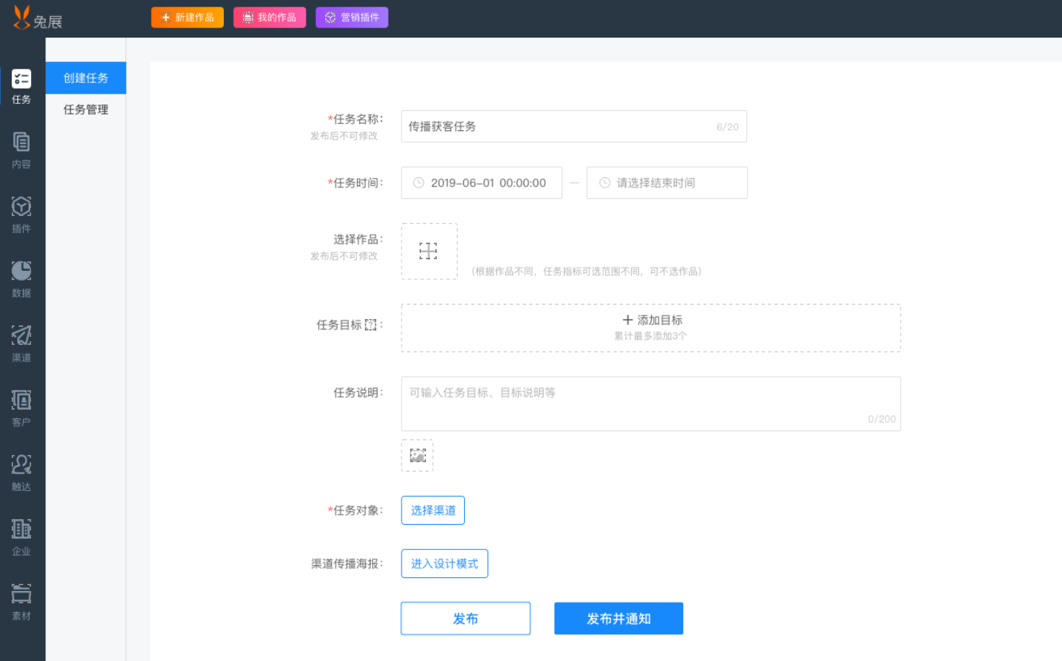 兔展
新建作品 我的作品 营销插件
任务
内容
插件
数据
渠道
客户
触达
企业
素材
创建任务
任务管理
*任务名称: 传播获客任务 6/20
发布后不可修改
*任务时间: 2019-06-01 00:00:00 — 请选择结束时间
选择作品:
发布后不可修改
(根据作品不同，任务指标可选范围不同，可不选作品)
任务目标 : + 添加目标
累计最多添加3个
任务说明: 可输入任务目标、目标说明等
0/200
*任务对象: 选择渠道
渠道传播海报: 进入设计模式
发布 发布并通知